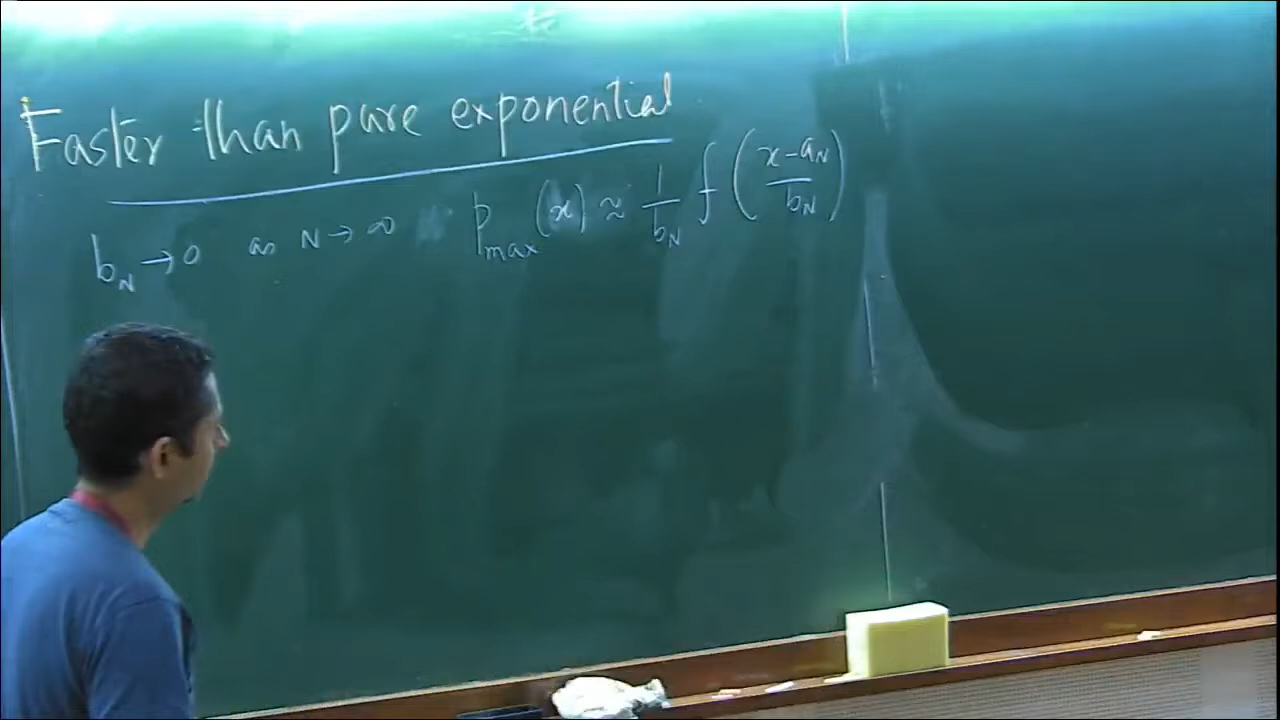 Faster than pure exponential
b_N → 0 as N → ∞ p_max(x) ≈ 1/b_N f((x-a_N)/b_N)